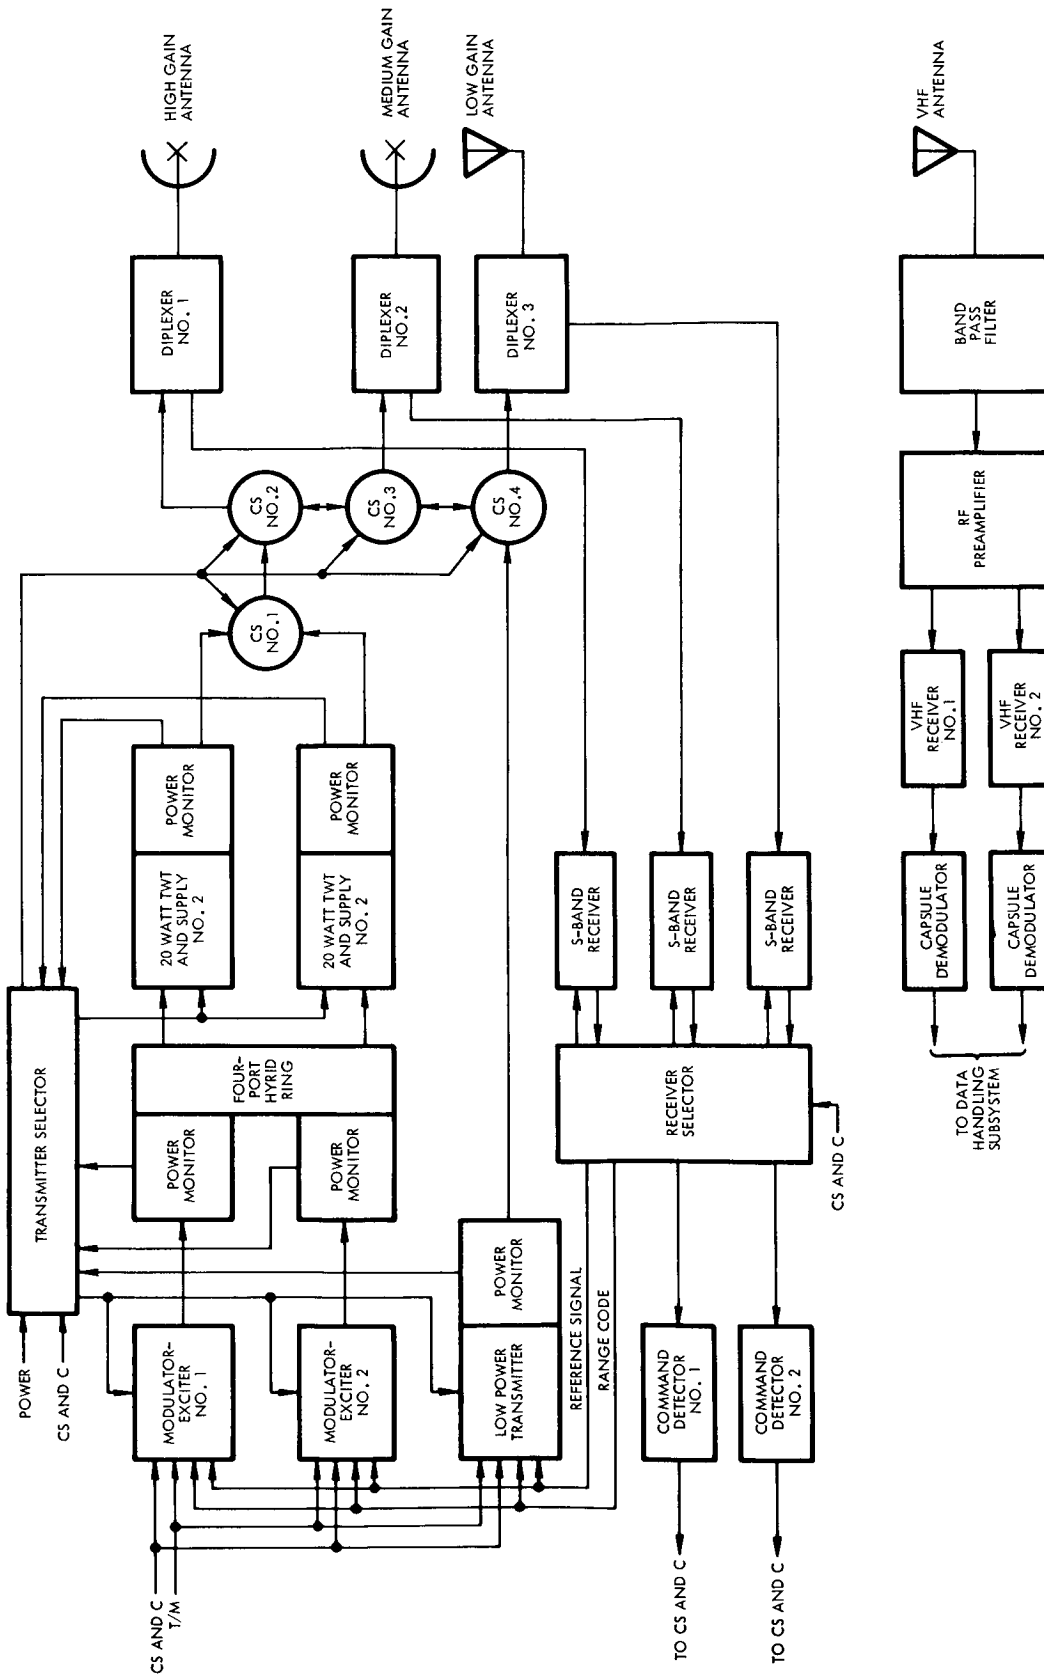 POWER
CS AND C
TRANSMITTER SELECTOR
HIGH GAIN
ANTENNA
CS AND C
T/M
MODULATOR-
EXCITER
NO. 1
POWER
MONITOR
FOUR-
PORT
HYRID
RING
20 WATT TWT
AND SUPPLY
NO. 2
POWER
MONITOR
CS
NO.1
CS
NO.2
DIPLEXER
NO. 1
MODULATOR-
EXCITER
NO. 2
POWER
MONITOR
20 WATT TWT
AND SUPPLY
NO. 2
POWER
MONITOR
CS
NO.3
DIPLEXER
NO.2
MEDIUM GAIN
ANTENNA
LOW POWER
TRANSMITTER
POWER
MONITOR
CS
NO.4
DIPLEXER
NO. 3
LOW GAIN
ANTENNA
REFERENCE SIGNAL
RANGE CODE
RECEIVER
SELECTOR
S-BAND
RECEIVER
S-BAND
RECEIVER
S-BAND
RECEIVER
TO CS AND C
COMMAND
DETECTOR
NO. 1
TO CS AND C
COMMAND
DETECTOR
NO. 2
CS AND C
TO DATA
HANDLING
SUBSYSTEM
CAPSULE
DEMODULATOR
VHF
RECEIVER
NO. 1
RF
PREAMPLIFIER
BAND
PASS
FILTER
VHF
ANTENNA
CAPSULE
DEMODULATOR
VHF
RECEIVER
NO. 2